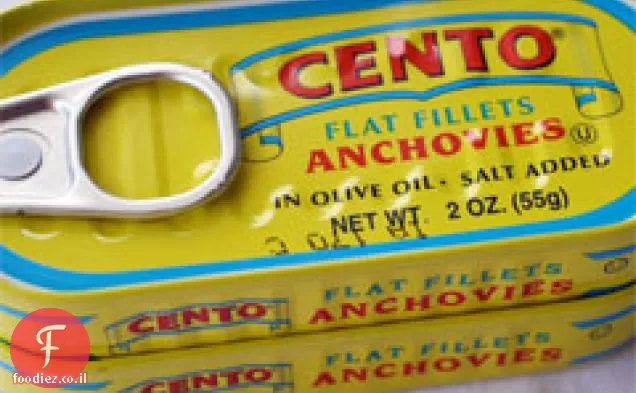 CENTO®
FLAT FILLETS
ANCHOVIES
IN OLIVE OIL - SALT ADDED
NET WT. 2 OZ. (55g)
CENTO
FLAT FILLETS
ANCHOVIES
CENTO
FLAT FILLETS
ANCHOVIES
F
foodiez.co.il